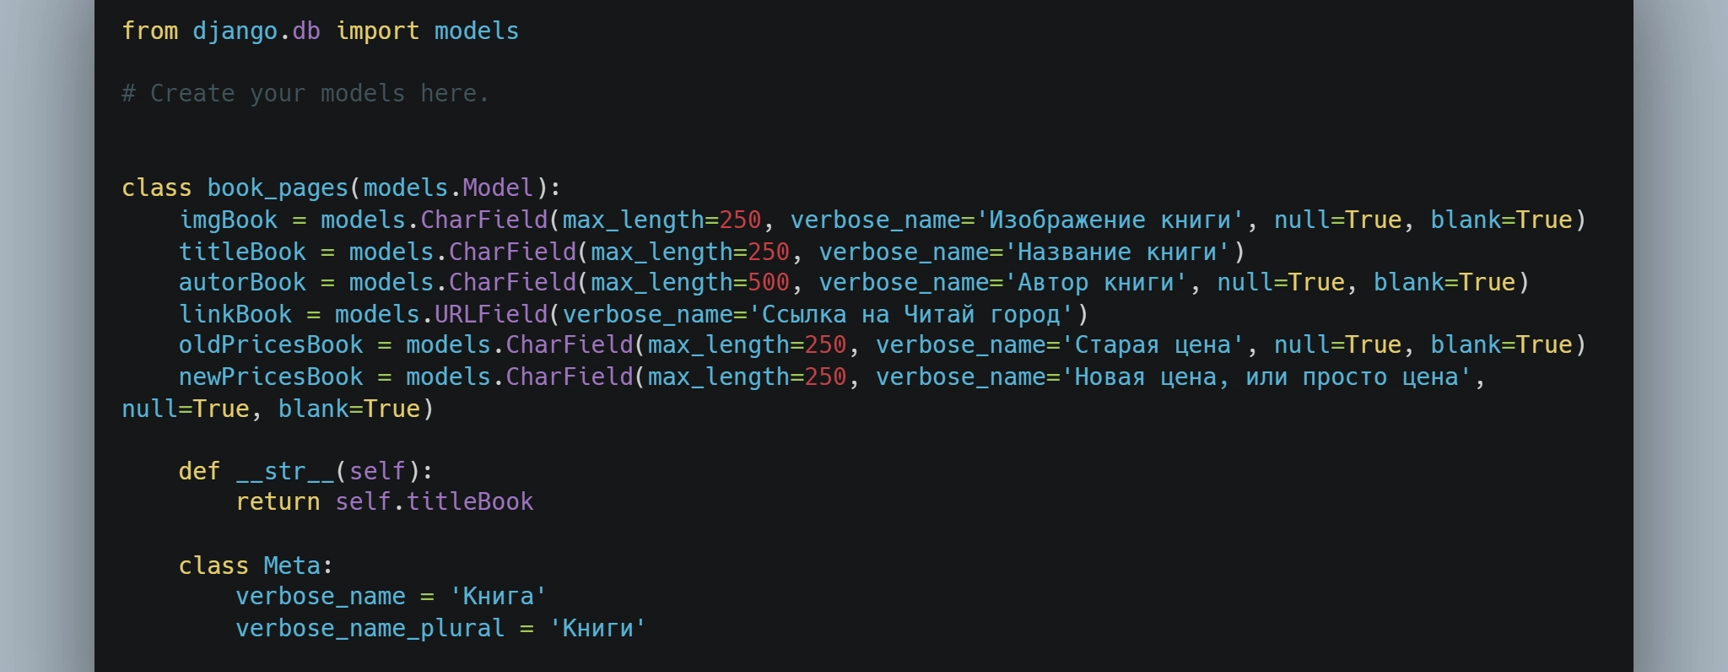 from django.db import models
# Create your models here.
class book_pages(models.Model):
    imgBook = models.CharField(max_length=250, verbose_name='Изображение книги', null=True, blank=True)
    titleBook = models.CharField(max_length=250, verbose_name='Название книги')
    autorBook = models.CharField(max_length=500, verbose_name='Автор книги', null=True, blank=True)
    linkBook = models.URLField(verbose_name='Ссылка на Читай город')
    oldPricesBook = models.CharField(max_length=250, verbose_name='Старая цена', null=True, blank=True)
    newPricesBook = models.CharField(max_length=250, verbose_name='Новая цена, или просто цена',
null=True, blank=True)
    def __str__(self):
        return self.titleBook
    class Meta:
        verbose_name = 'Книга'
        verbose_name_plural = 'Книги'